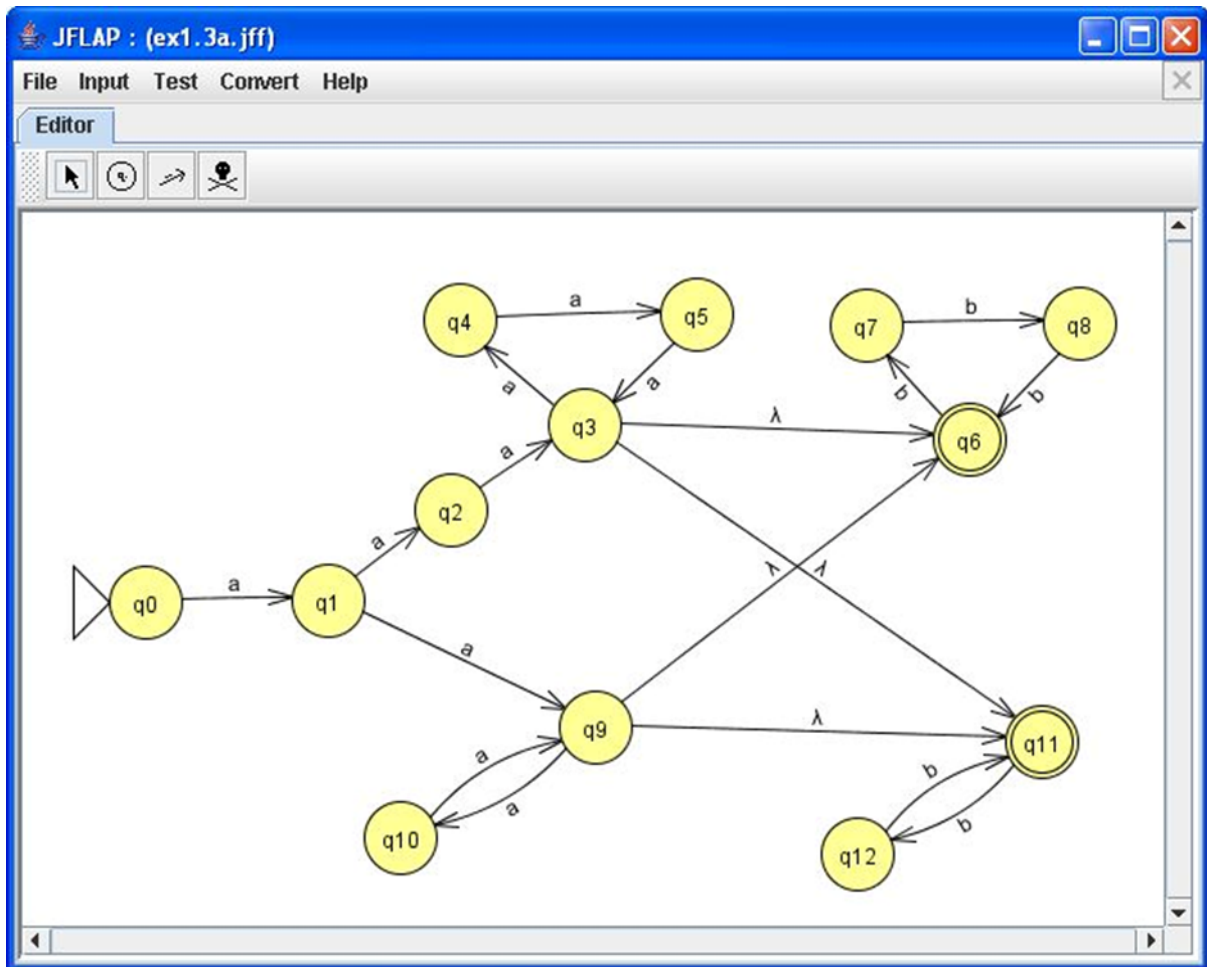 JFLAP : (ex1.3a.jff)
File Input Test Convert Help
Editor
q
a
q4
q5
b
q7
q8
a
a
b
b
q3
λ
q6
a
q2
a
λ
λ
q0
a
q1
a
q9
λ
q11
a
a
b
b
q10
q12